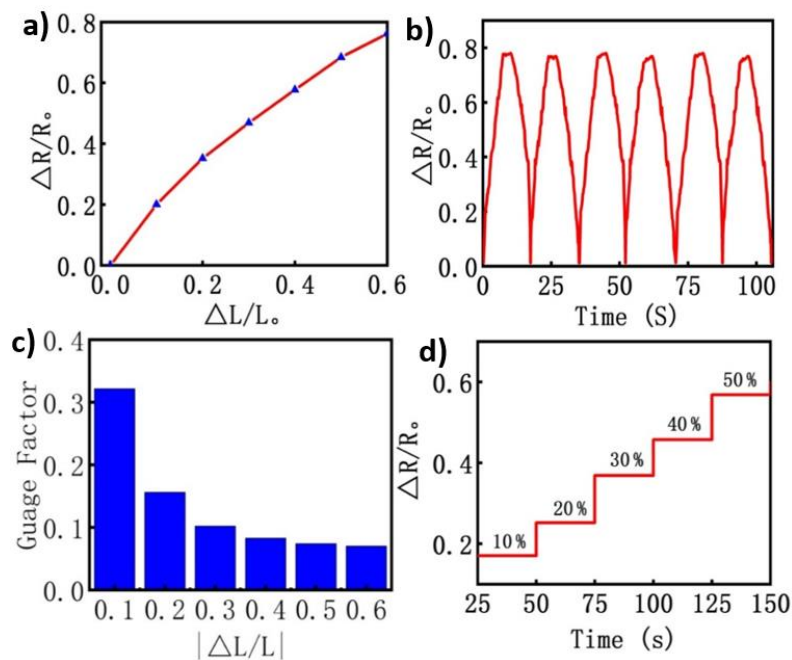 a)
0.8
0.6
0.4
0.2
0.0
△R/R。
0.0 0.2 0.4 0.6
△L/L。
b)
0.8
0.6
0.4
0.2
0.0
△R/R。
0 25 50 75 100
Time (S)
c)
0.4
0.3
0.2
0.1
0.0
Guage Factor
0.1 0.2 0.3 0.4 0.5 0.6
|△L/L|
d)
0.6
0.4
0.2
△R/R。
10%
20%
30%
40%
50%
25 50 75 100 125 150
Time (s)